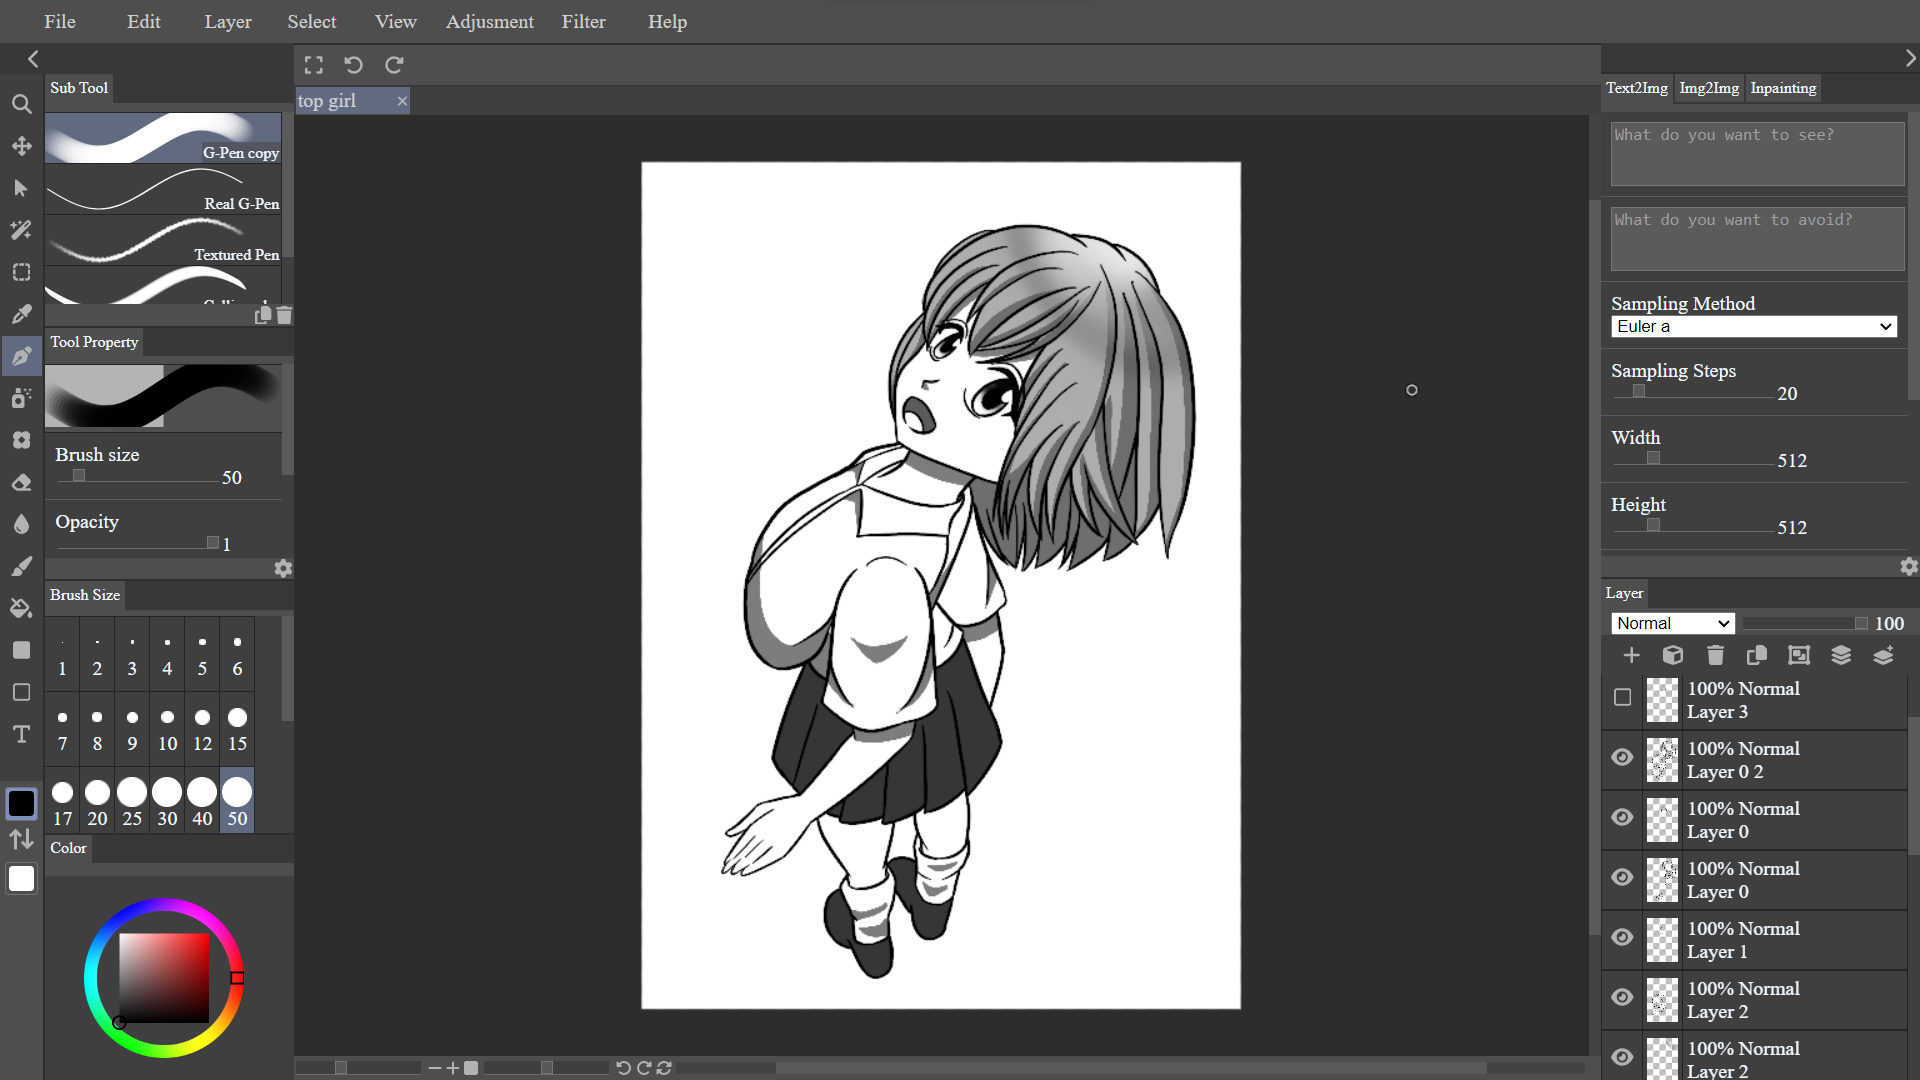 File Edit Layer Select View Adjusment Filter Help
Sub Tool
G-Pen copy
Real G-Pen
Textured Pen
Tool Property
Brush size
50
Opacity
1
Brush Size
1 2 3 4 5 6
7 8 9 10 12 15
17 20 25 30 40 50
Color
top girl
Text2Img Img2Img Inpainting
What do you want to see?
What do you want to avoid?
Sampling Method
Euler a
Sampling Steps
20
Width
512
Height
512
Layer
Normal 100
100% Normal
Layer 3
100% Normal
Layer 0 2
100% Normal
Layer 0
100% Normal
Layer 0
100% Normal
Layer 1
100% Normal
Layer 2
100% Normal
Layer 2